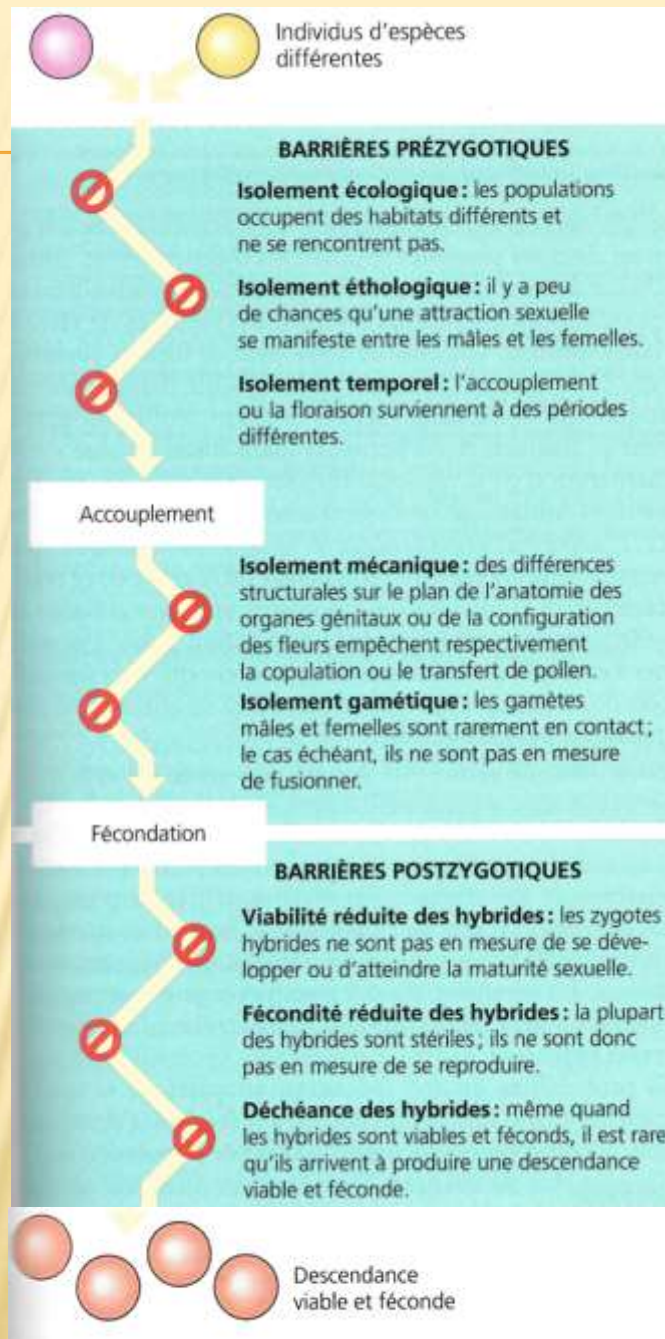 Individus d'espèces
différentes
BARRIÈRES PRÉZYGOTIQUES
Isolement écologique : les populations
occupent des habitats différents et
ne se rencontrent pas.
Isolement éthologique : il y a peu
de chances qu'une attraction sexuelle
se manifeste entre les mâles et les femelles.
Isolement temporel : l'accouplement
ou la floraison surviennent à des périodes
différentes.
Accouplement
Isolement mécanique : des différences
structurales sur le plan de l'anatomie des
organes génitaux ou de la configuration
des fleurs empêchent respectivement
la copulation ou le transfert de pollen.
Isolement gamétique : les gamètes
mâles et femelles sont rarement en contact ;
le cas échéant, ils ne sont pas en mesure
de fusionner.
Fécondation
BARRIÈRES POSTZYGOTIQUES
Viabilité réduite des hybrides : les zygotes
hybrides ne sont pas en mesure de se déve-
lopper ou d'atteindre la maturité sexuelle.
Fécondité réduite des hybrides : la plupart
des hybrides sont stériles ; ils ne sont donc
pas en mesure de se reproduire.
Déchéance des hybrides : même quand
les hybrides sont viables et féconds, il est rare
qu'ils arrivent à produire une descendance
viable et féconde.
Descendance
viable et féconde